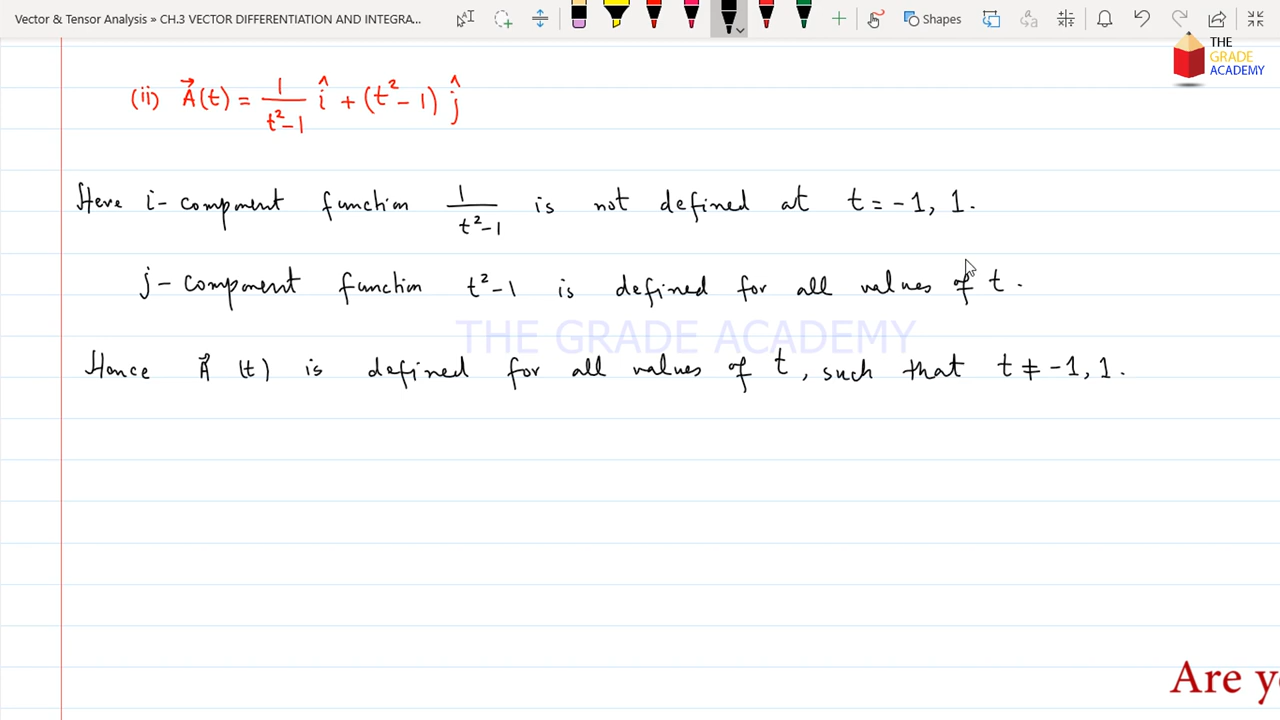 Vector & Tensor Analysis » CH.3 VECTOR DIFFERENTIATION AND INTEGRA...
Shapes
THE
GRADE
ACADEMY
(ii) A⃗(t) = 1/(t²-1) î + (t²-1) ĵ
Here i-component function 1/(t²-1) is not defined at t = -1, 1.
j-component function t²-1 is defined for all values of t.
THE GRADE ACADEMY
Hence A⃗ (t) is defined for all values of t, such that t ≠ -1, 1.
Are y